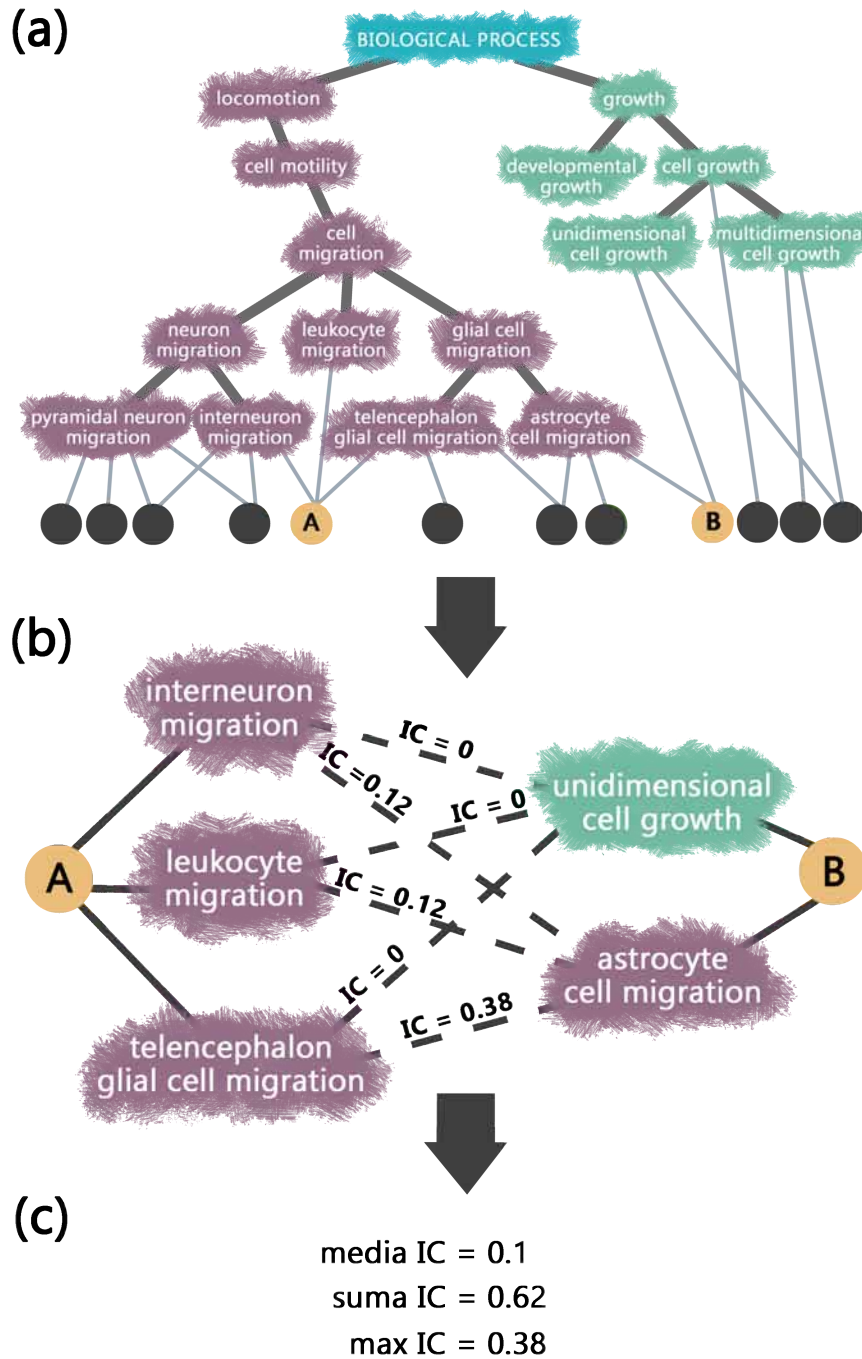 (a)
BIOLOGICAL PROCESS
locomotion
growth
cell motility
developmental
growth
cell growth
cell
migration
unidimensional
cell growth
multidimensional
cell growth
neuron
migration
leukocyte
migration
glial cell
migration
pyramidal neuron
migration
interneuron
migration
telencephalon
glial cell migration
astrocyte
cell migration
A
B
(b)
interneuron
migration
IC = 0
IC =0.12
unidimensional
cell growth
IC = 0
A
leukocyte
migration
B
IC = 0.12
IC = 0
astrocyte
cell migration
IC = 0.38
telencephalon
glial cell migration
(c)
media IC = 0.1
suma IC = 0.62
max IC = 0.38